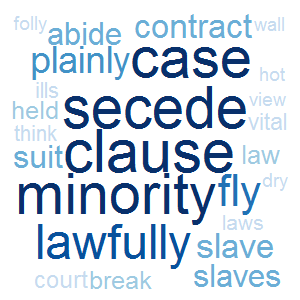 folly abide contract wall
plainly case hot
ills secede view
held vital
think clause
suit law
minority fly dry
laws
lawfully slave
court break slaves